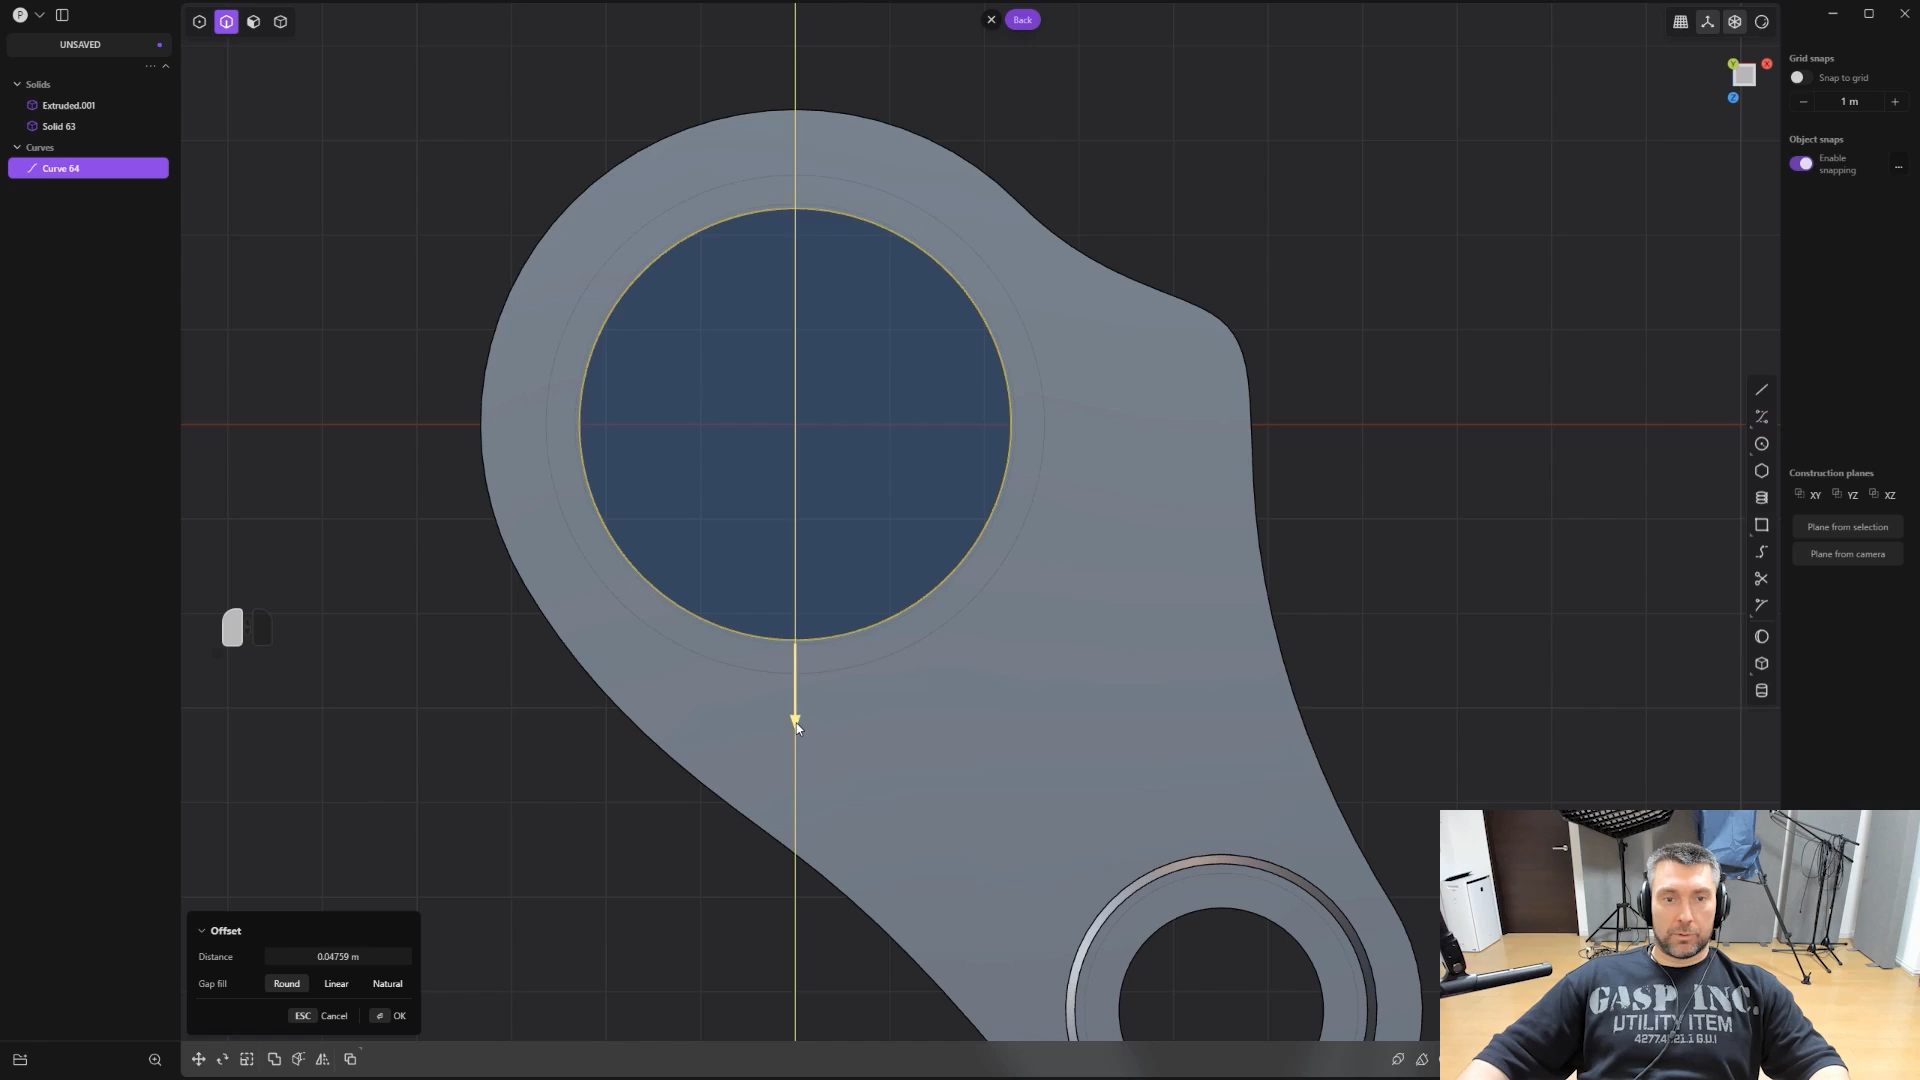 P
UNSAVED
Solids
Extruded.001
Solid 63
Curves
Curve 64
Back
Y
X
Z
Grid snaps
Snap to grid
1 m
Object snaps
Enable
snapping
Construction planes
XY YZ XZ
Plane from selection
Plane from camera
Offset
Distance 0.04759 m
Gap fill Round Linear Natural
ESC Cancel OK
GASP INC.
UTILITY ITEM